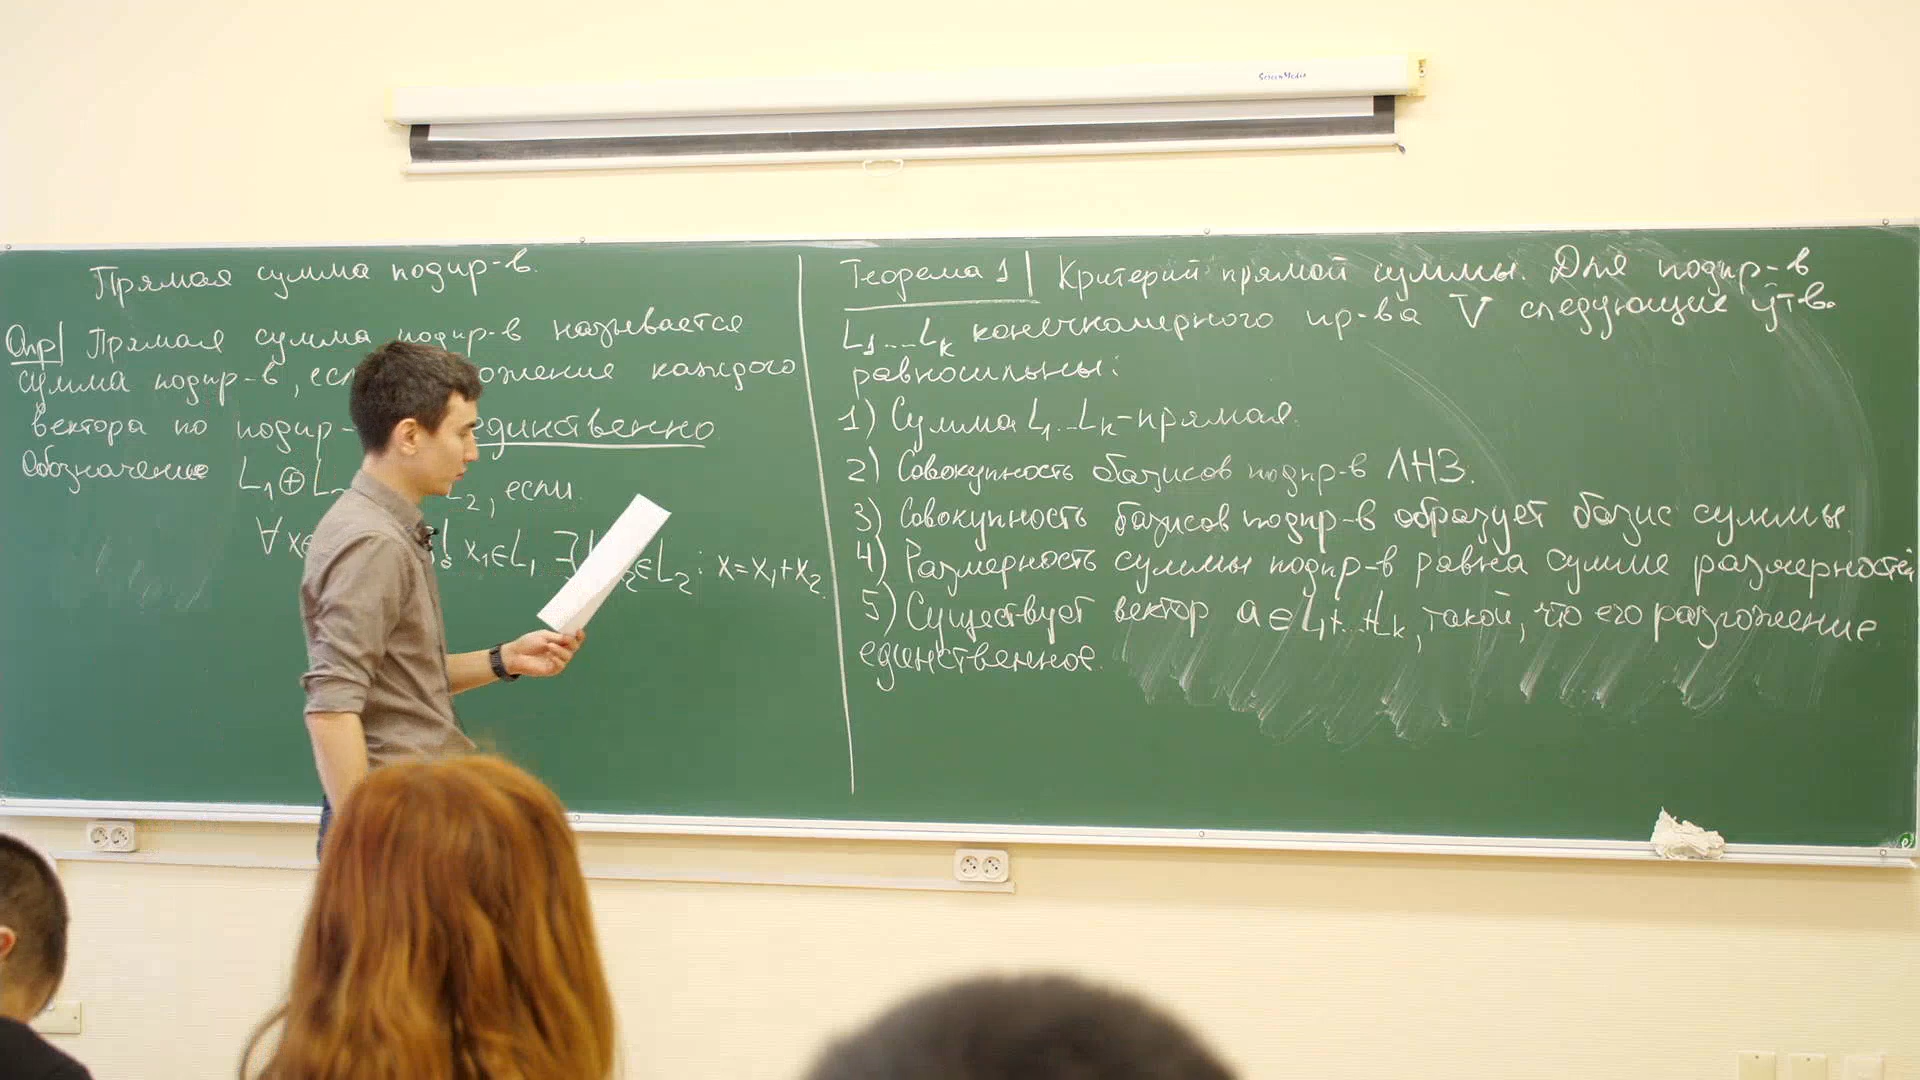 ScreenMedia
Прямая сумма подпр-в.
Опр| Прямая сумма подпр-в называется
сумма подпр-в, если ожение каждого
вектора по подпр- единственно
Обозначение L₁⊕L₂ L₂, если
∀x∈ ! x₁∈L₁ ∃! x₂∈L₂: x=x₁+x₂.
Теорема 1| Критерий прямой суммы. Для подпр-в
L₁...Lₖ конечномерного пр-ва V следующие утв.
равносильны:
1) Сумма L₁...Lₖ-прямая.
2) Совокупность базисов подпр-в ЛНЗ.
3) Совокупность базисов подпр-в образует базис суммы.
4) Размерность суммы подпр-в равна сумме размерностей
5) Существует вектор a∈L₁+...+Lₖ, такой, что его разложение
единственное.